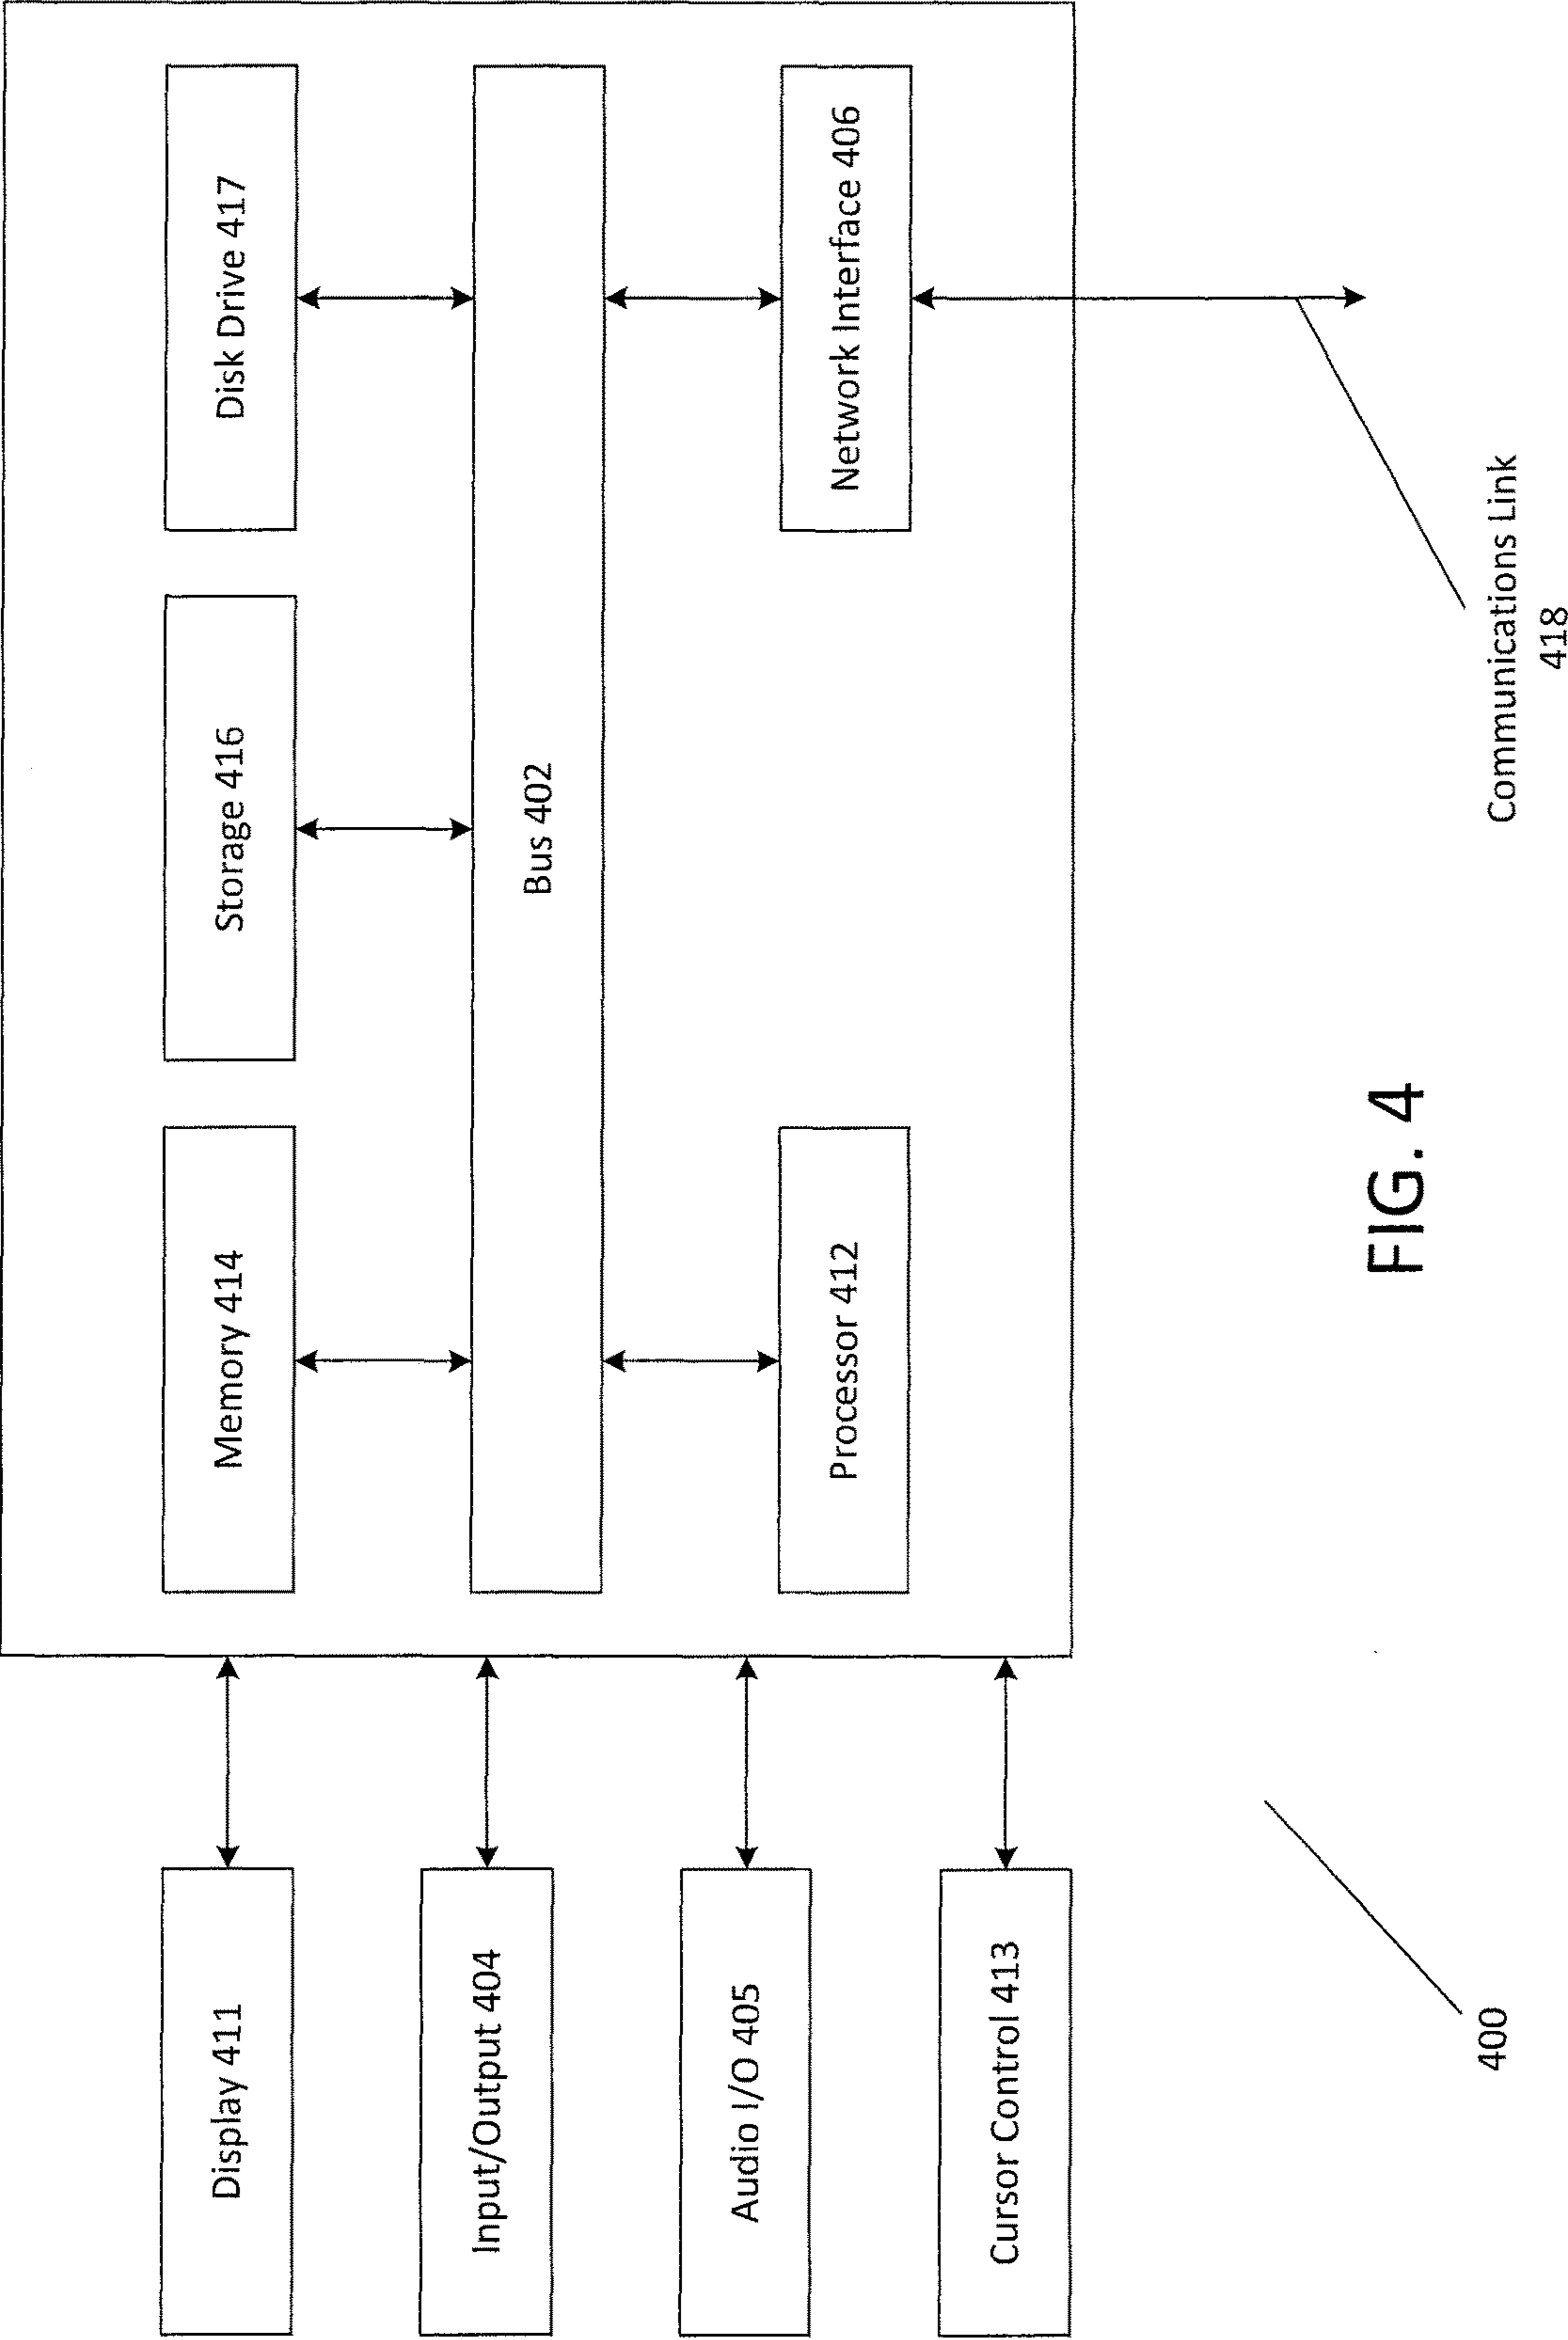 Display 411
Input/Output 404
Audio I/O 405
Cursor Control 413
Memory 414
Storage 416
Disk Drive 417
Bus 402
Processor 412
Network Interface 406
Communications Link
418
400
FIG. 4